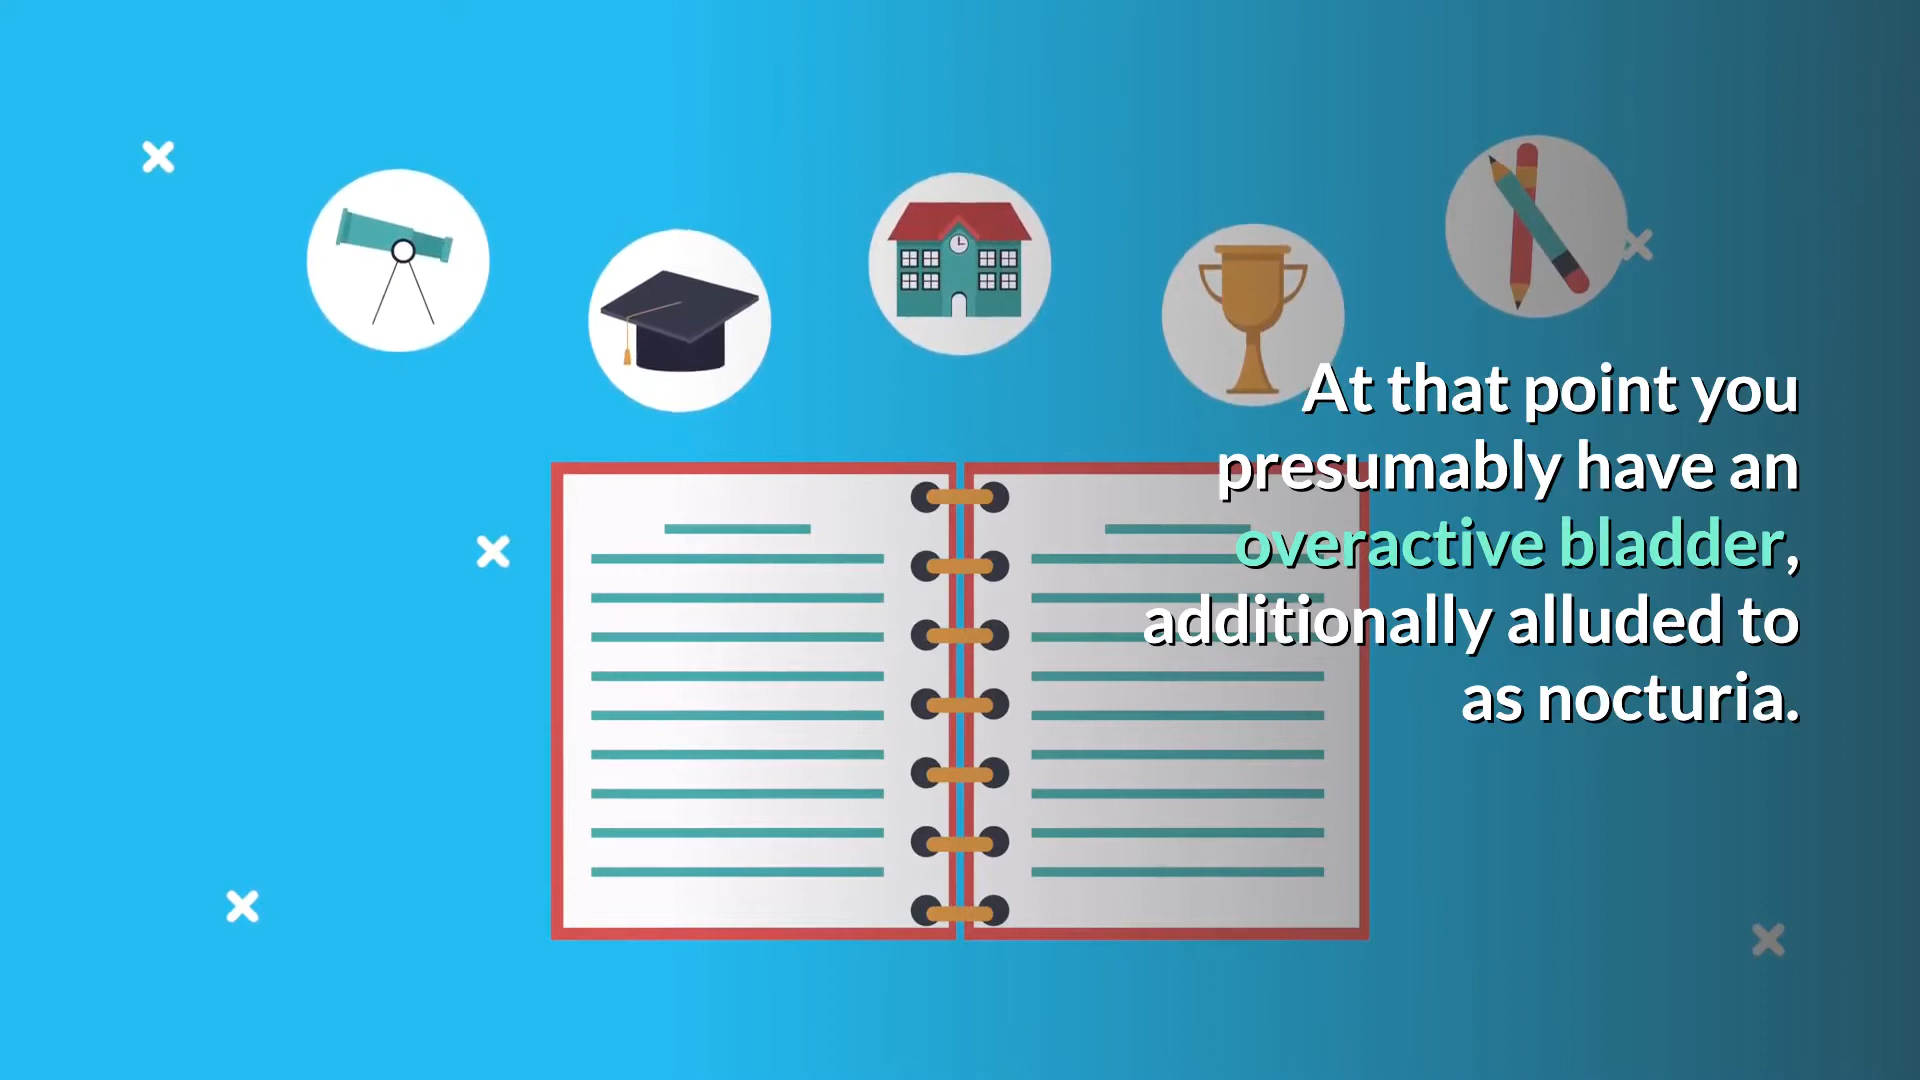 At that point you
presumably have an
overactive bladder,
additionally alluded to
as nocturia.